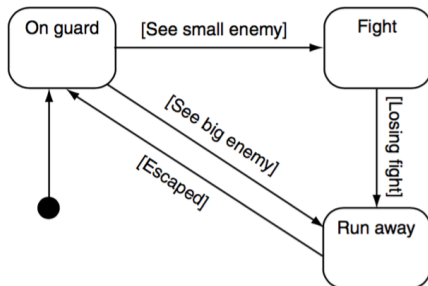 On guard
[See small enemy]
Fight
[See big enemy]
[Losing fight]
[Escaped]
Run away